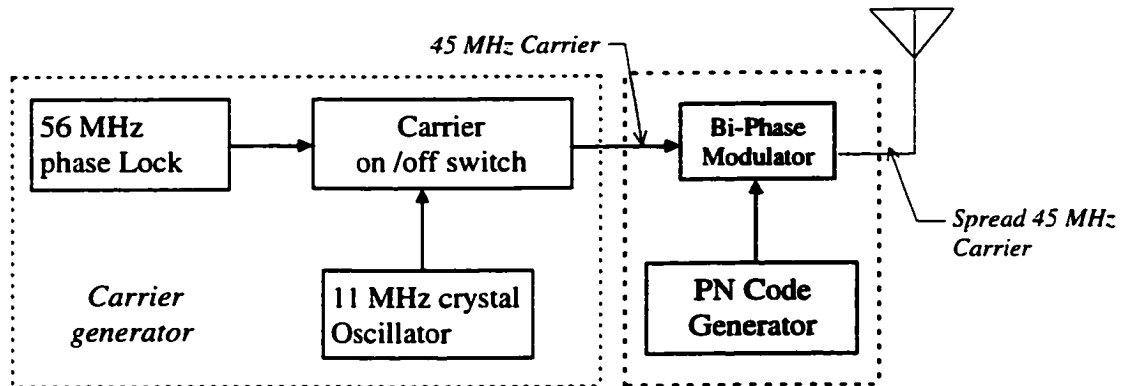 45 MHz Carrier
56 MHz
phase Lock
Carrier
on /off switch
Bi-Phase
Modulator
Spread 45 MHz
Carrier
Carrier
generator
11 MHz crystal
Oscillator
PN Code
Generator